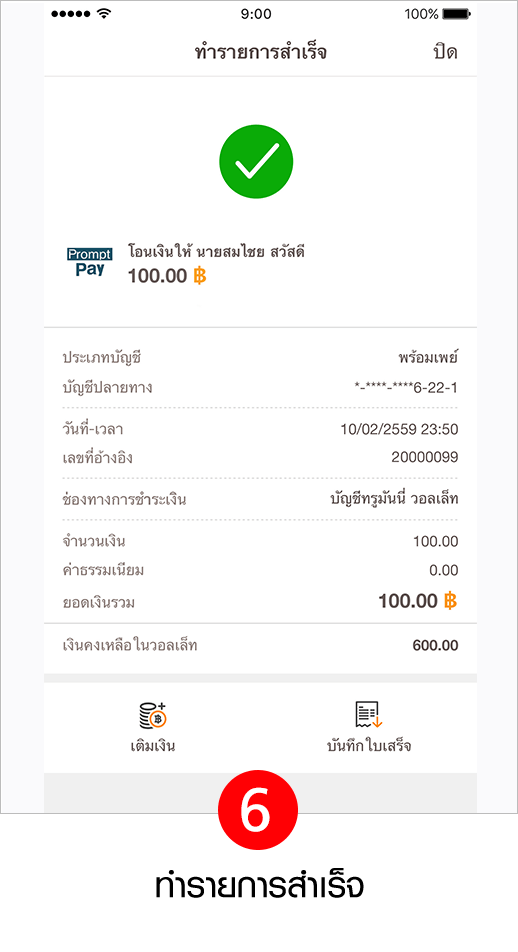 9:00
100%
ทำรายการสำเร็จ ปิด
Prompt
Pay
โอนเงินให้ นายสมไชย สวัสดี
100.00 ฿
ประเภทบัญชี พร้อมเพย์
บัญชีปลายทาง *-****-****6-22-1
วันที่-เวลา 10/02/2559 23:50
เลขที่อ้างอิง 20000099
ช่องทางการชำระเงิน บัญชีทรูมันนี่ วอลเล็ท
จำนวนเงิน 100.00
ค่าธรรมเนียม 0.00
ยอดเงินรวม 100.00 ฿
เงินคงเหลือในวอลเล็ท 600.00
เติมเงิน บันทึกใบเสร็จ
6
ทำรายการสำเร็จ